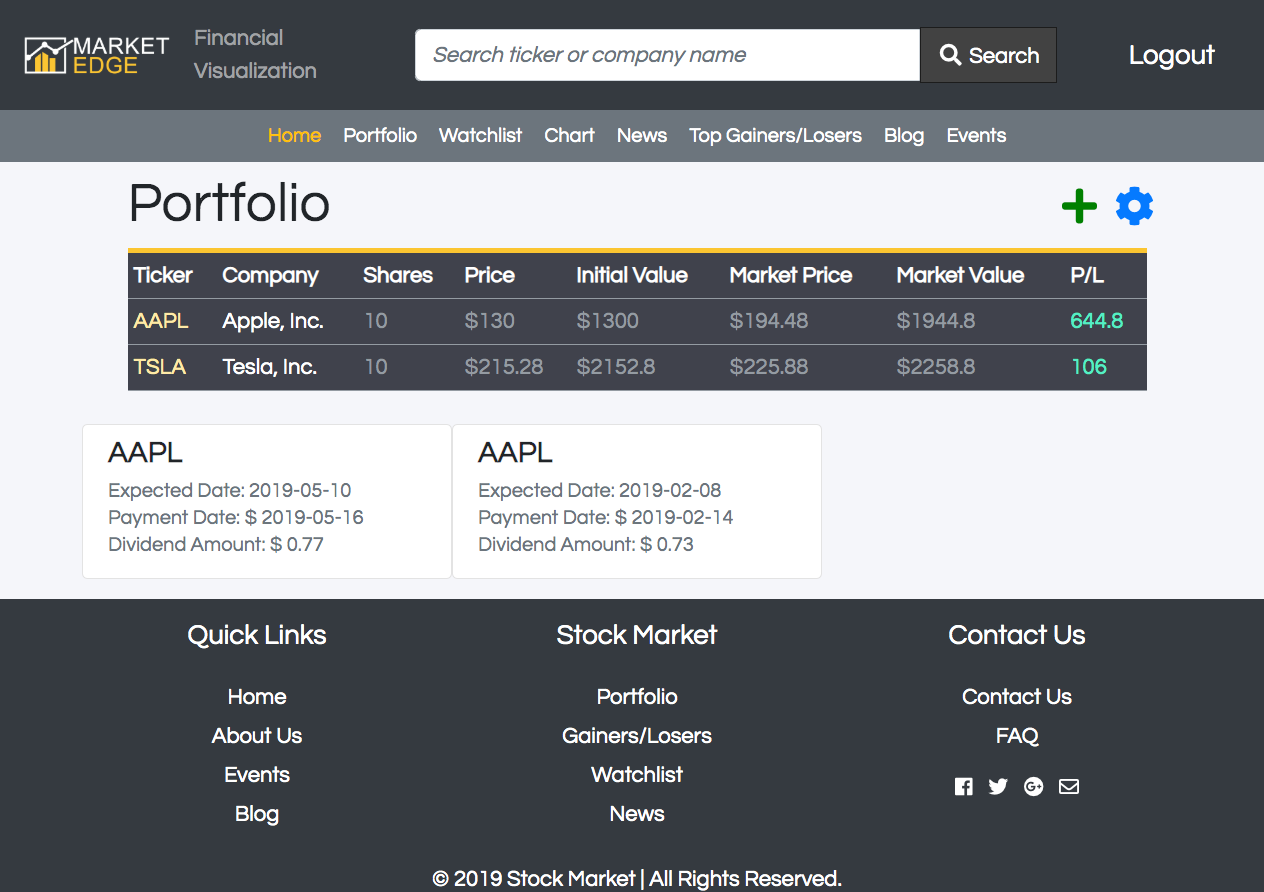 MARKET
EDGE
Financial
Visualization
Search ticker or company name
Search
Logout
Home Portfolio Watchlist Chart News Top Gainers/Losers Blog Events
Portfolio
Ticker Company Shares Price Initial Value Market Price Market Value P/L
AAPL Apple, Inc. 10 $130 $1300 $194.48 $1944.8 644.8
TSLA Tesla, Inc. 10 $215.28 $2152.8 $225.88 $2258.8 106
AAPL
Expected Date: 2019-05-10
Payment Date: $ 2019-05-16
Dividend Amount: $ 0.77
AAPL
Expected Date: 2019-02-08
Payment Date: $ 2019-02-14
Dividend Amount: $ 0.73
Quick Links
Home
About Us
Events
Blog
Stock Market
Portfolio
Gainers/Losers
Watchlist
News
Contact Us
Contact Us
FAQ
© 2019 Stock Market | All Rights Reserved.